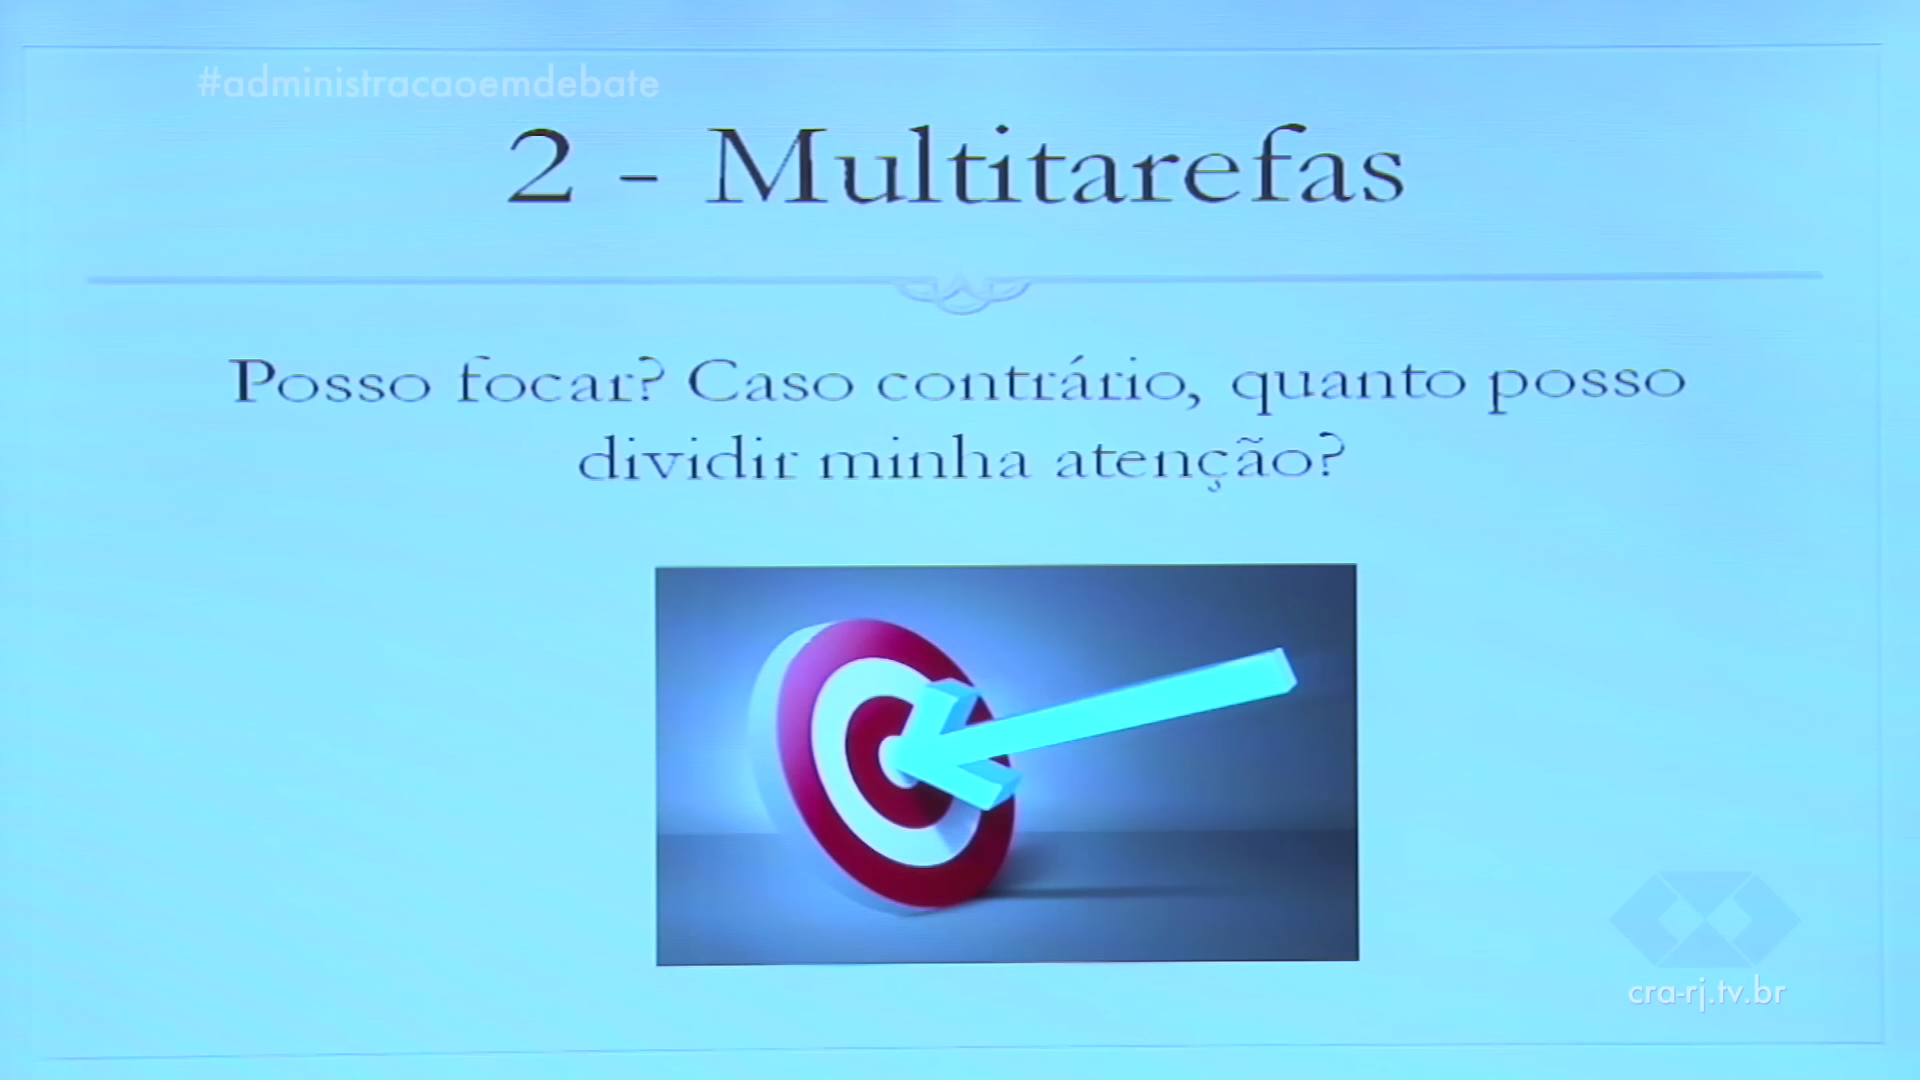 #administracaoemdebate
2 - Multitarefas
Posso focar? Caso contrário, quanto posso
dividir minha atenção?
cra-rj.tv.br